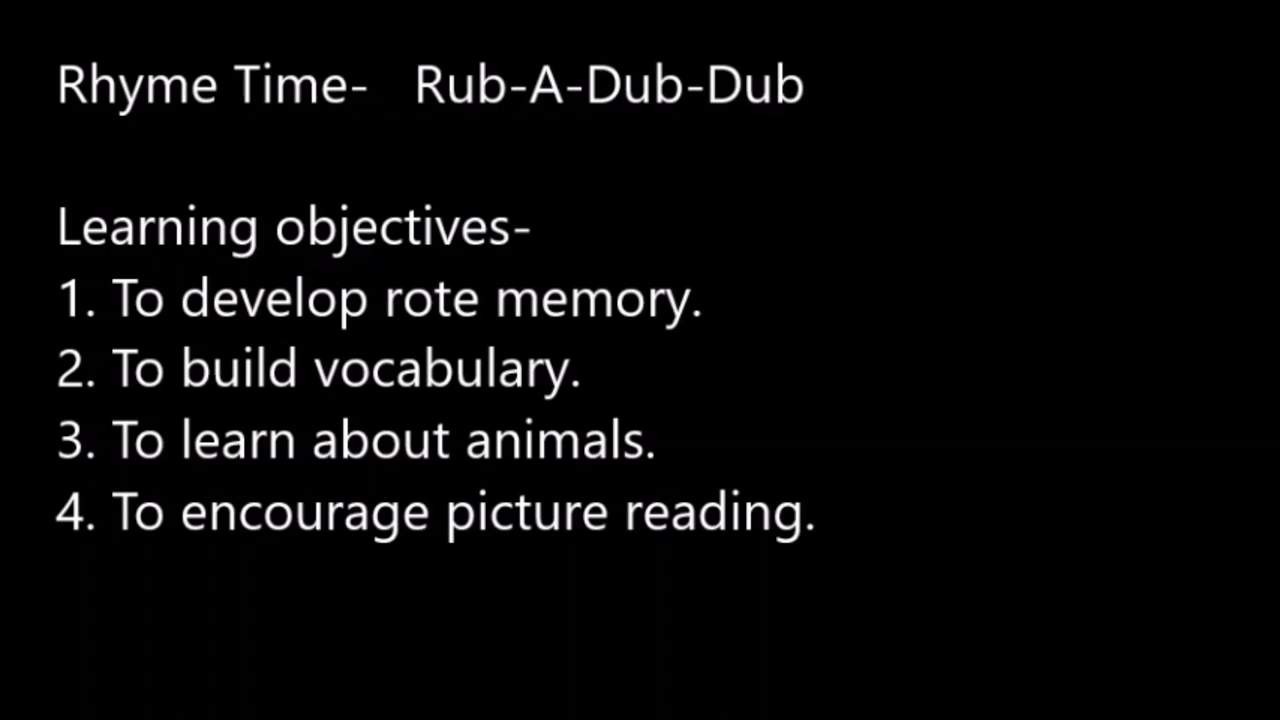 Rhyme Time- Rub-A-Dub-Dub
Learning objectives-
1. To develop rote memory.
2. To build vocabulary.
3. To learn about animals.
4. To encourage picture reading.